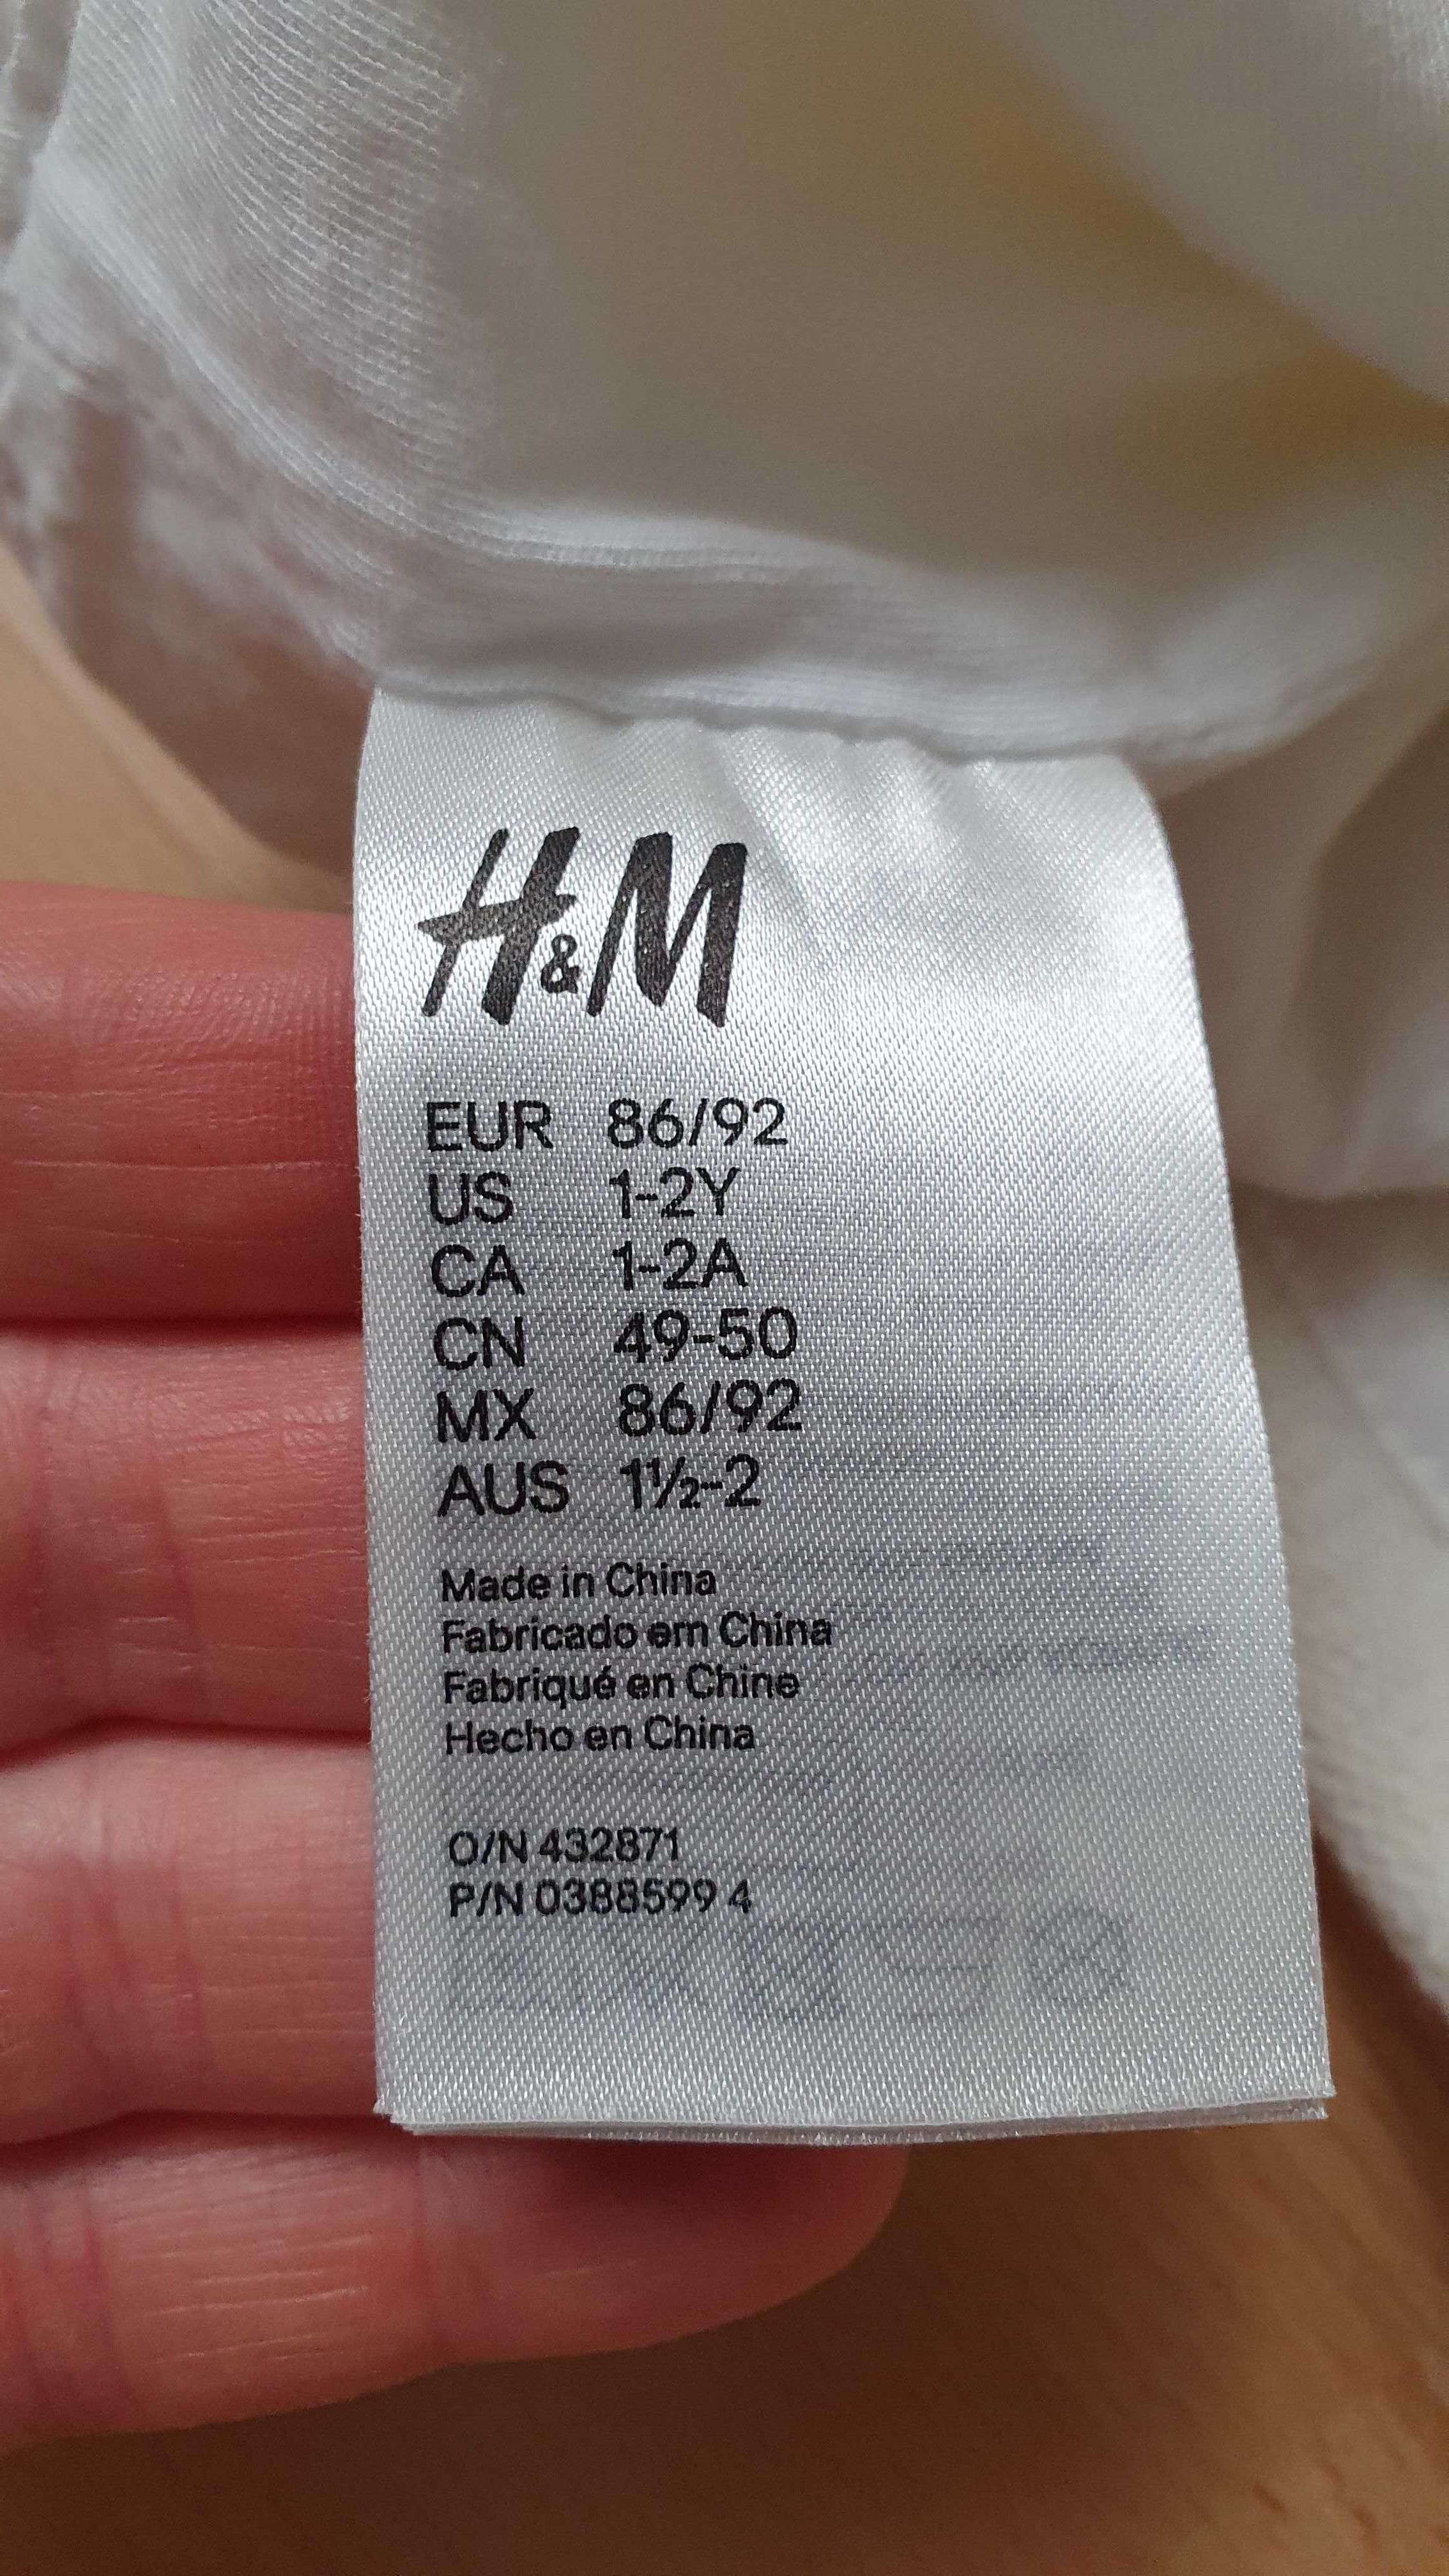 H&M
EUR 86/92
US 1-2Y
CA 1-2A
CN 49-50
MX 86/92
AUS 1½-2
Made in China
Fabricado em China
Fabriqué en Chine
Hecho en China
O/N 432871
P/N 0388599 4